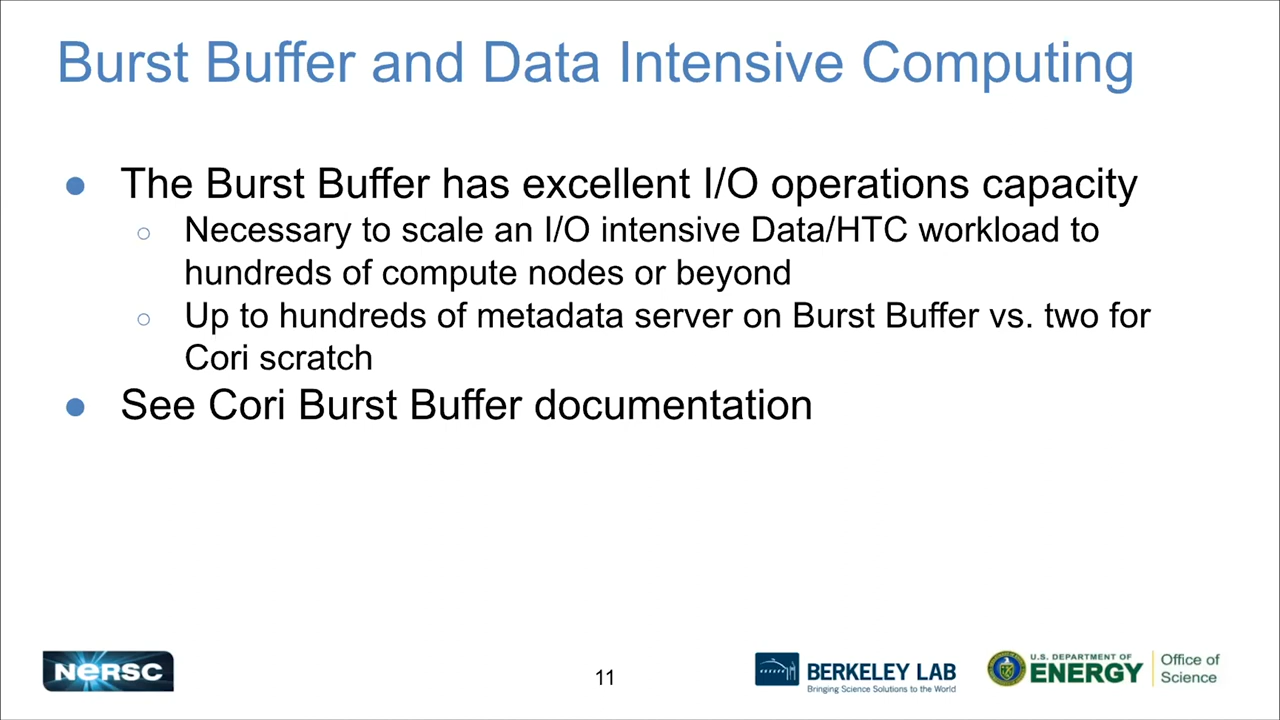 Burst Buffer and Data Intensive Computing
● The Burst Buffer has excellent I/O operations capacity
○ Necessary to scale an I/O intensive Data/HTC workload to
hundreds of compute nodes or beyond
○ Up to hundreds of metadata server on Burst Buffer vs. two for
Cori scratch
● See Cori Burst Buffer documentation
NERSC
11
BERKELEY LAB
Bringing Science Solutions to the World
U.S. DEPARTMENT OF
ENERGY
Office of
Science